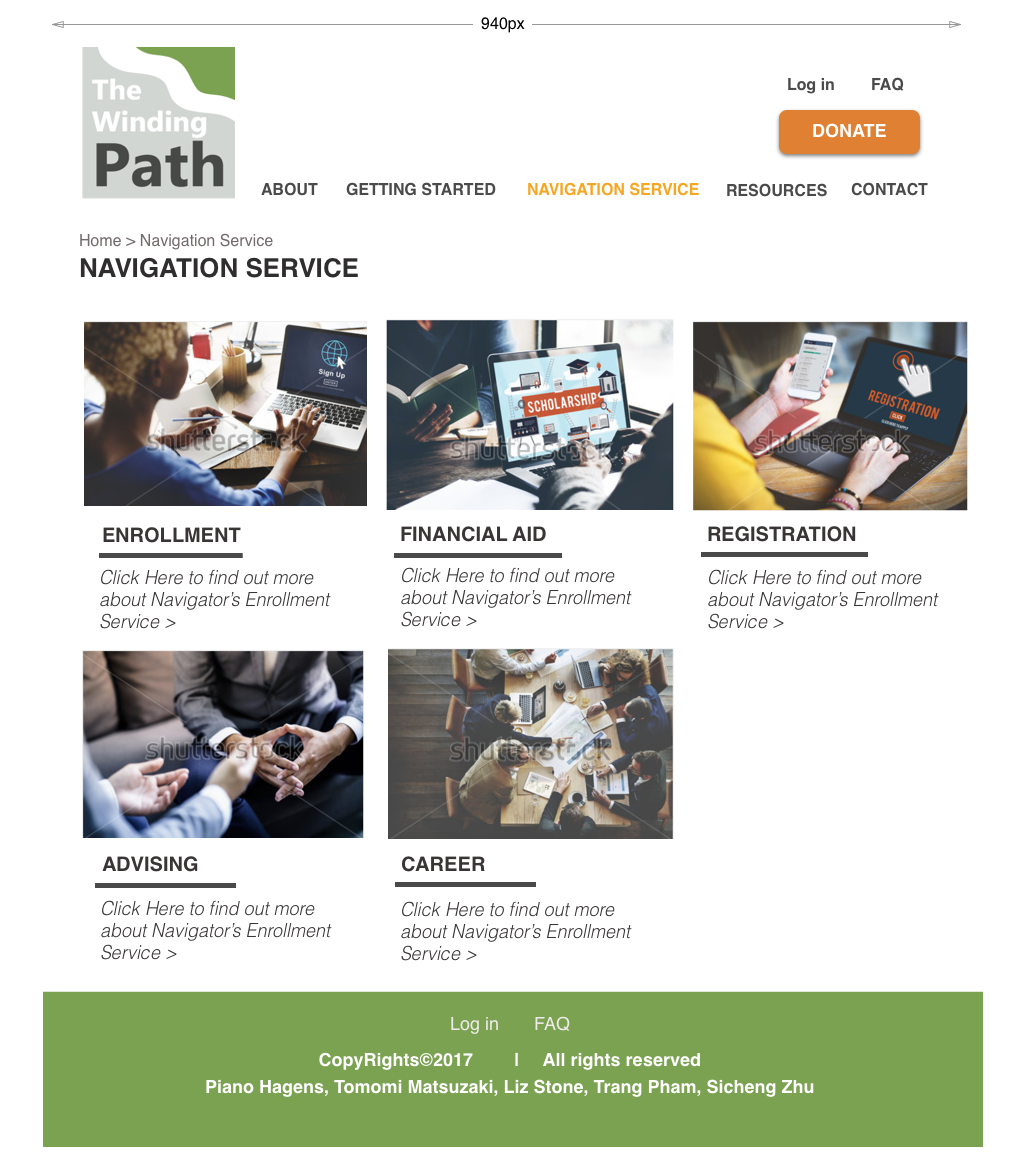 940px
The
Winding
Path
Log in FAQ
DONATE
ABOUT GETTING STARTED NAVIGATION SERVICE RESOURCES CONTACT
Home > Navigation Service
NAVIGATION SERVICE
Sign Up
shutterstock
SCHOLARSHIP
shutterstock
REGISTRATION
CLICK
shutterstock
ENROLLMENT
Click Here to find out more
about Navigator’s Enrollment
Service >
FINANCIAL AID
Click Here to find out more
about Navigator’s Enrollment
Service >
REGISTRATION
Click Here to find out more
about Navigator’s Enrollment
Service >
shutterstock
shutterstock
ADVISING
Click Here to find out more
about Navigator’s Enrollment
Service >
CAREER
Click Here to find out more
about Navigator’s Enrollment
Service >
Log in FAQ
CopyRights©2017 | All rights reserved
Piano Hagens, Tomomi Matsuzaki, Liz Stone, Trang Pham, Sicheng Zhu